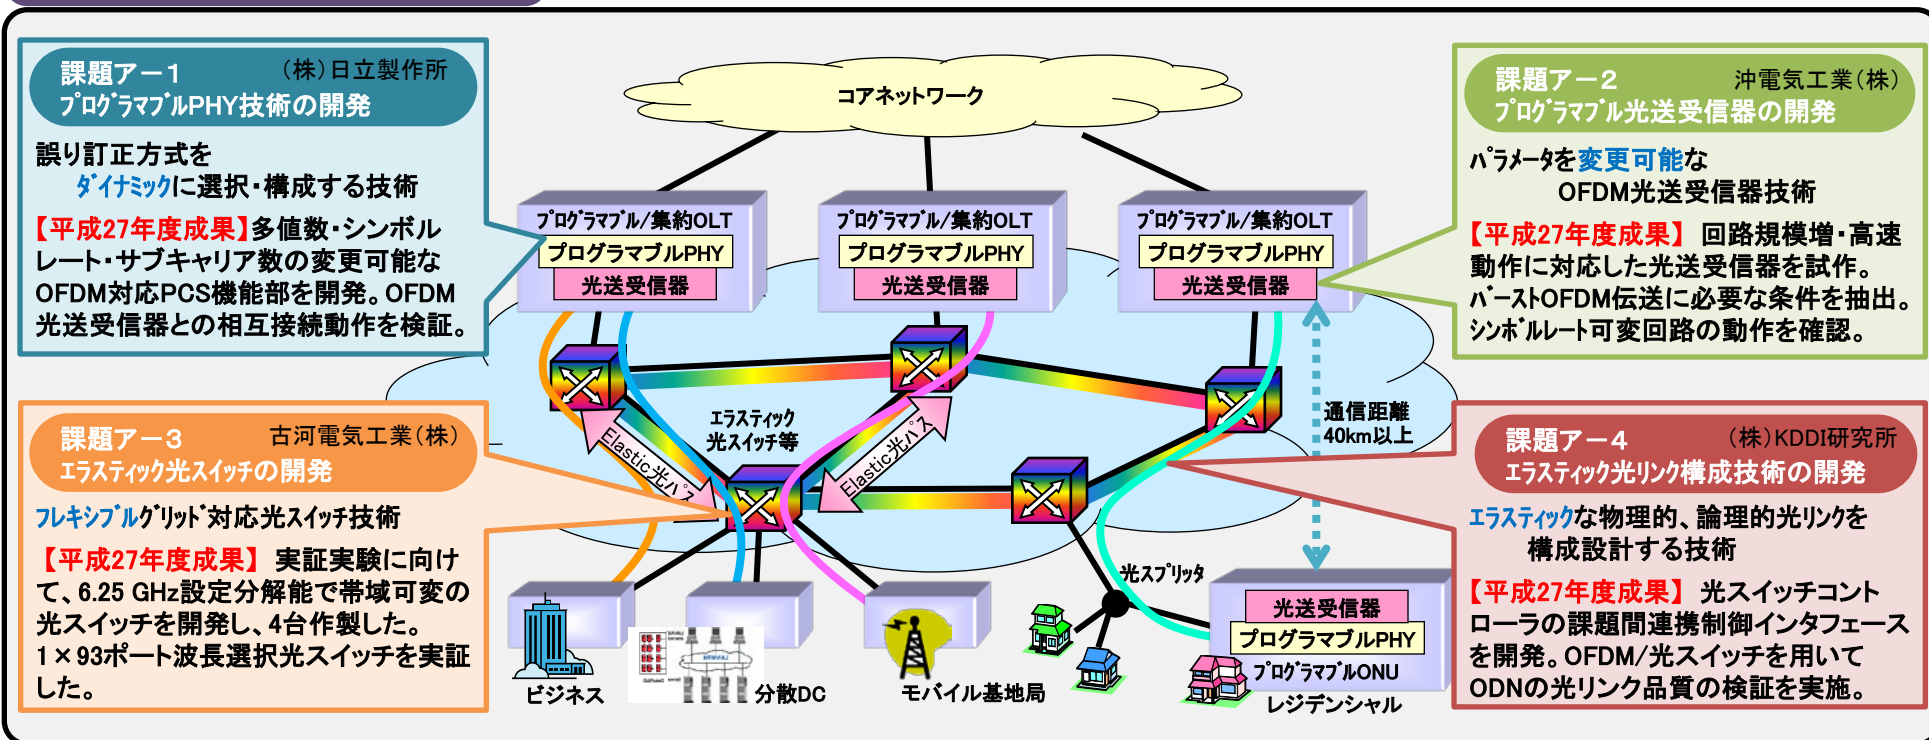 課題アー1 (株)日立製作所
プログラマブルPHY技術の開発
誤り訂正方式を
ダイナミックに選択・構成する技術
【平成27年度成果】多値数・シンボル
レート・サブキャリア数の変更可能な
OFDM対応PCS機能部を開発。OFDM
光送受信器との相互接続動作を検証。
コアネットワーク
課題アー2 沖電気工業(株)
プログラマブル光送受信器の開発
パラメータを変更可能な
OFDM光送受信器技術
【平成27年度成果】 回路規模増・高速
動作に対応した光送受信器を試作。
バーストOFDM伝送に必要な条件を抽出。
シンボルレート可変回路の動作を確認。
プログラマブル/集約OLT
プログラマブルPHY
光送受信器
プログラマブル/集約OLT
プログラマブルPHY
光送受信器
プログラマブル/集約OLT
プログラマブルPHY
光送受信器
課題アー3 古河電気工業(株)
エラスティック光スイッチの開発
フレキシブルグリッド対応光スイッチ技術
【平成27年度成果】 実証実験に向け
て、6.25 GHz設定分解能で帯域可変の
光スイッチを開発し、4台作製した。
1×93ポート波長選択光スイッチを実証
した。
エラスティック
光スイッチ等
Elastic光パス
Elastic光パス
通信距離
40km以上
課題アー4 (株)KDDI研究所
エラスティック光リンク構成技術の開発
エラスティックな物理的、論理的光リンクを
構成設計する技術
【平成27年度成果】 光スイッチコント
ローラの課題間連携制御インタフェース
を開発。OFDM/光スイッチを用いて
ODNの光リンク品質の検証を実施。
光スプリッタ
光送受信器
プログラマブルPHY
プログラマブルONU
ビジネス
分散DC
モバイル基地局
レジデンシャル